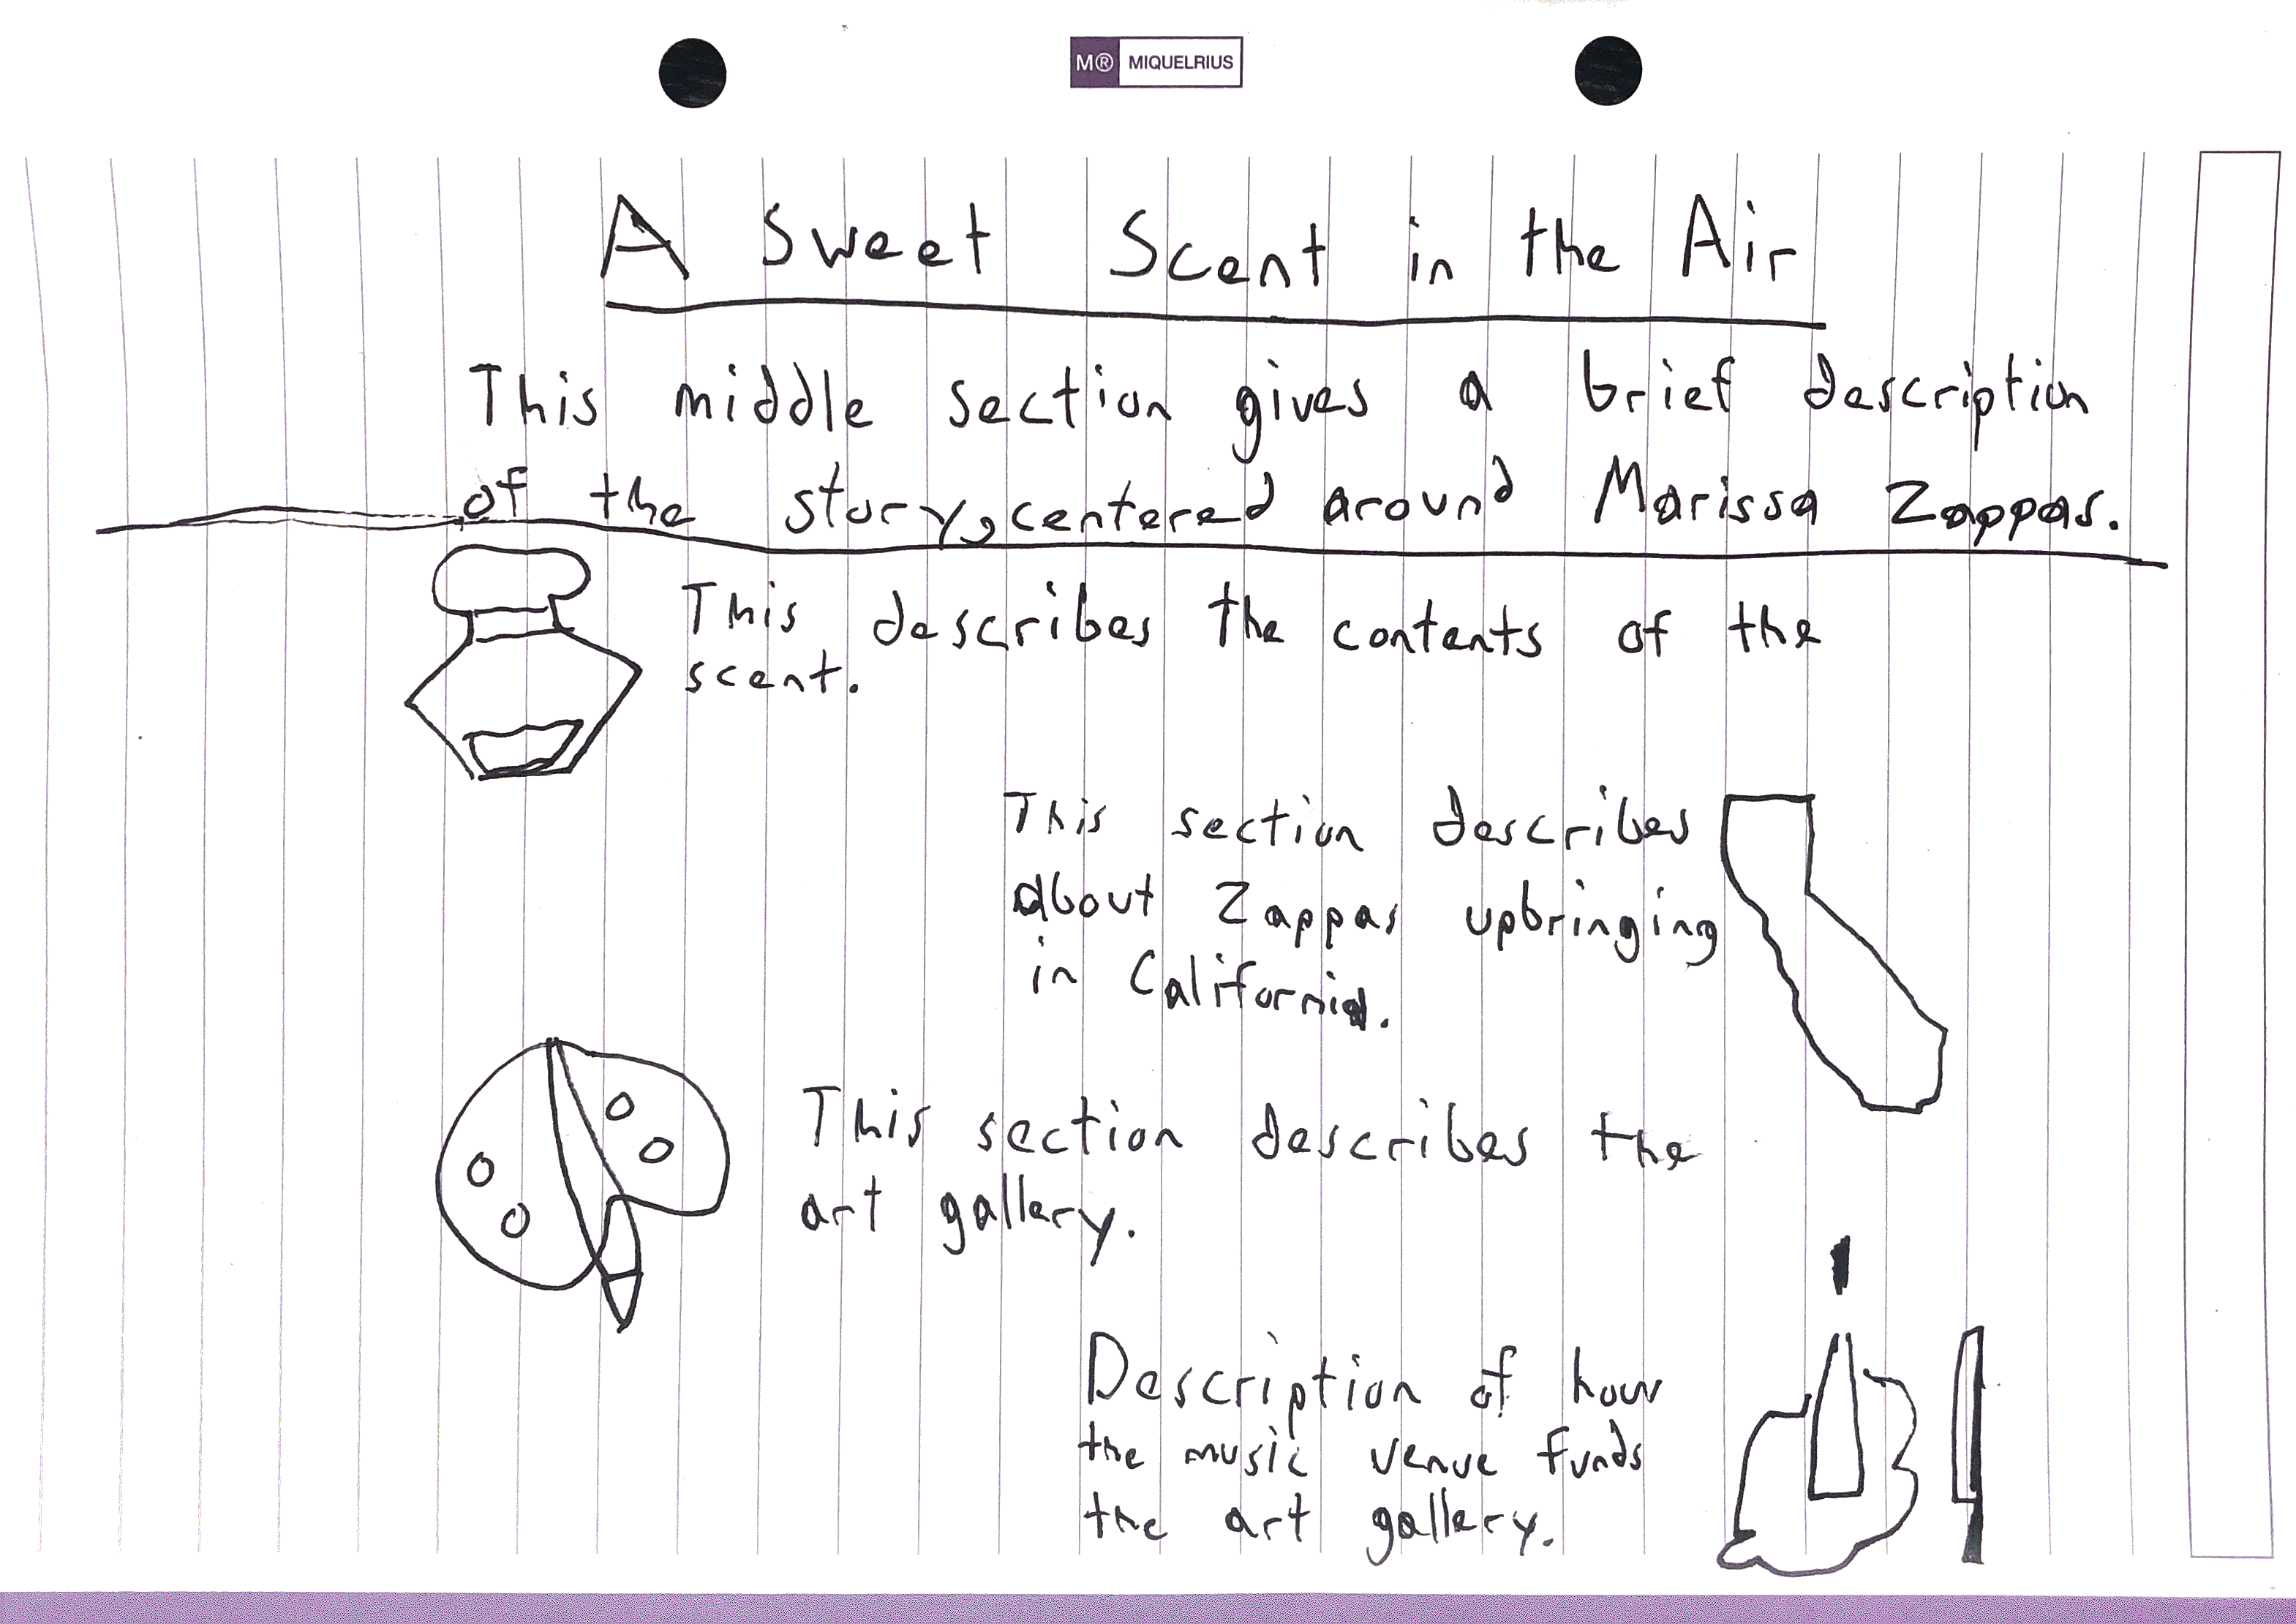 M® MIQUELRIUS
A Sweet Scent in the Air
This middle section gives a brief description
of the story, centered around Marissa Zappas.
This describes the contents of the
scent.
This section describes
about Zappas upbringing
in California.
This section describes the
art gallery.
Description of how
the music venue funds
the art gallery.